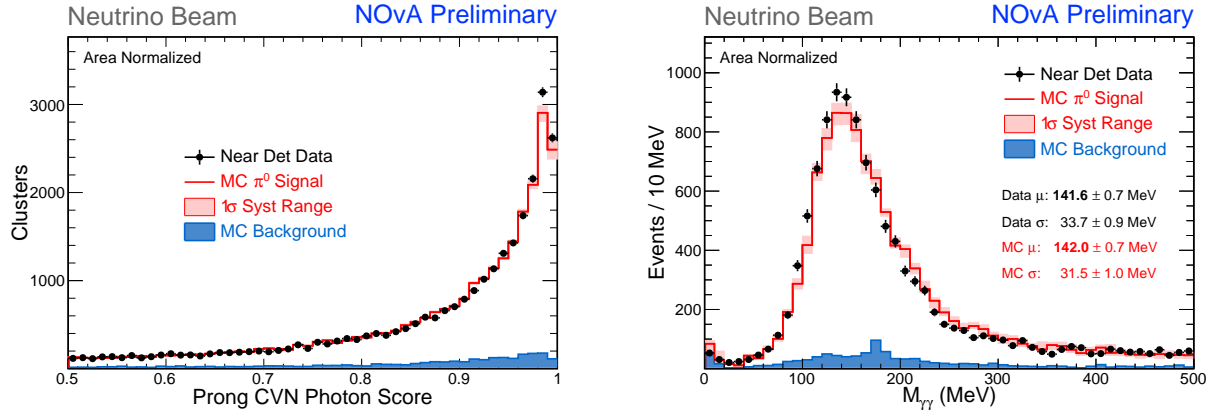 Neutrino Beam NOvA Preliminary
Area Normalized
Near Det Data
MC π⁰ Signal
1σ Syst Range
MC Background
Clusters
3000
2000
1000
0.5 0.6 0.7 0.8 0.9 1
Prong CVN Photon Score
Neutrino Beam NOvA Preliminary
Area Normalized
Near Det Data
MC π⁰ Signal
1σ Syst Range
MC Background
Data μ: 141.6 ± 0.7 MeV
Data σ: 33.7 ± 0.9 MeV
MC μ: 142.0 ± 0.7 MeV
MC σ: 31.5 ± 1.0 MeV
Events / 10 MeV
1000
800
600
400
200
0 100 200 300 400 500
Mγγ (MeV)